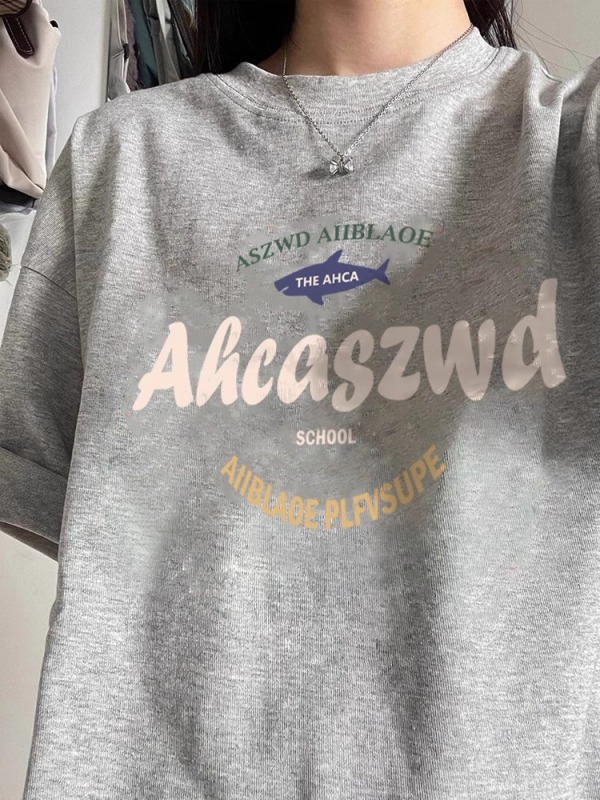 ASZWD AIIBLAOE
THE AHCA
Ahcaszwd
SCHOOL
AIIBLAOE PLFVSUPE